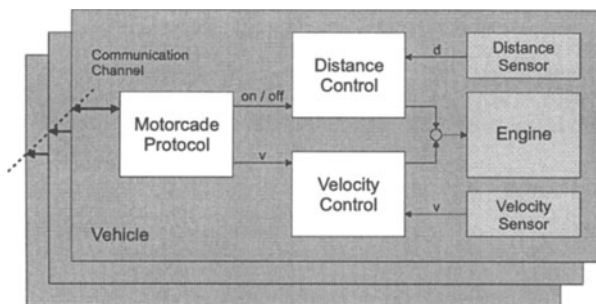 Communication
Channel
Motorcade
Protocol
on / off
v
Distance
Control
d
Distance
Sensor
Engine
Velocity
Control
v
Velocity
Sensor
Vehicle